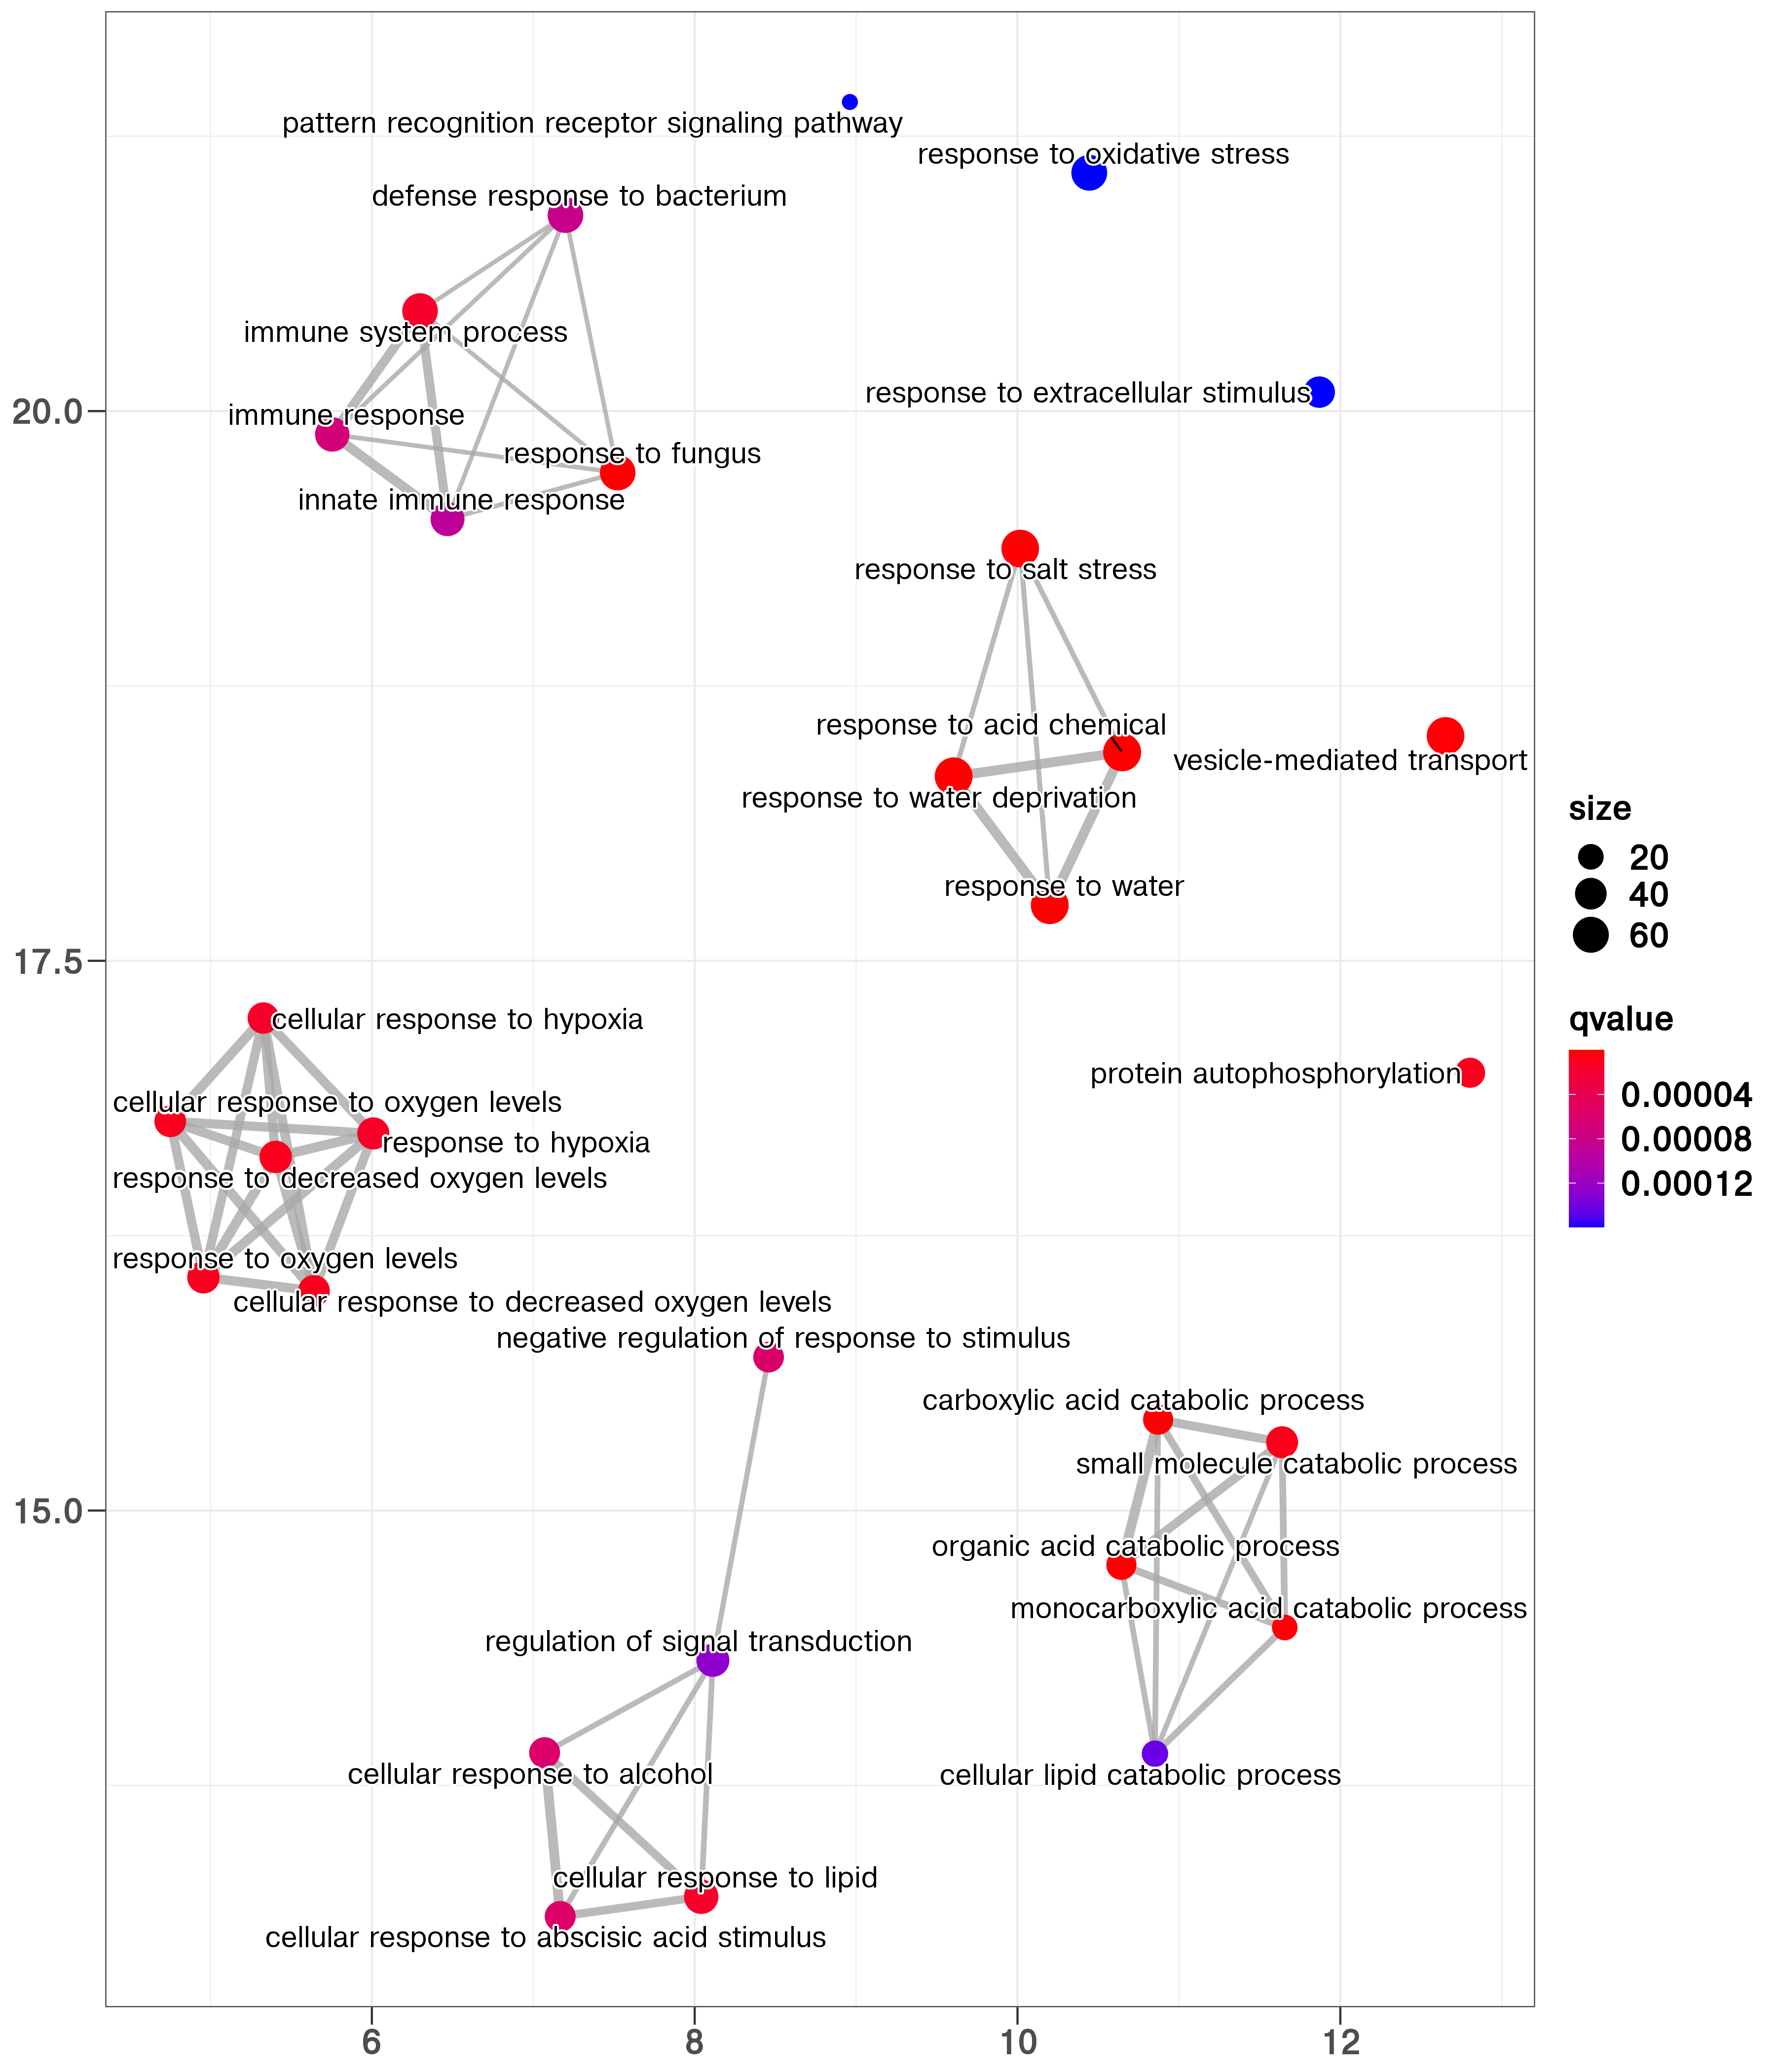 pattern recognition receptor signaling pathway
response to oxidative stress
defense response to bacterium
immune system process
response to extracellular stimulus
20.0
immune response
response to fungus
innate immune response
response to salt stress
response to acid chemical
vesicle-mediated transport
response to water deprivation
size
20
40
60
response to water
17.5
cellular response to hypoxia
qvalue
protein autophosphorylation
0.00004
0.00008
0.00012
cellular response to oxygen levels
response to hypoxia
response to decreased oxygen levels
response to oxygen levels
cellular response to decreased oxygen levels
negative regulation of response to stimulus
carboxylic acid catabolic process
small molecule catabolic process
15.0
organic acid catabolic process
monocarboxylic acid catabolic process
regulation of signal transduction
cellular response to alcohol
cellular lipid catabolic process
cellular response to lipid
cellular response to abscisic acid stimulus
6
8
10
12